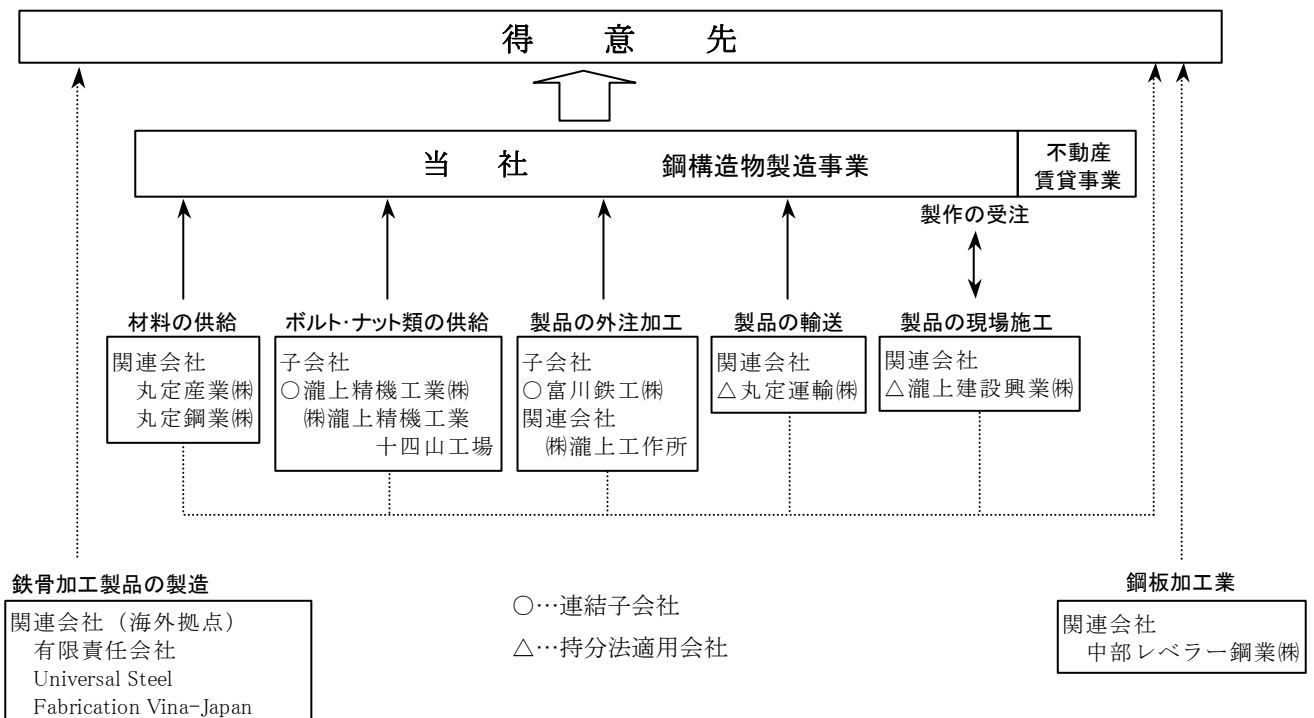 得意先
当社 鋼構造物製造事業
不動産
賃貸事業
製作の受注
材料の供給
関連会社
丸定産業㈱
丸定鋼業㈱
ボルト・ナット類の供給
子会社
○瀧上精機工業㈱
㈱瀧上精機工業
十四山工場
製品の外注加工
子会社
○富川鉄工㈱
関連会社
㈱瀧上工作所
製品の輸送
関連会社
△丸定運輸㈱
製品の現場施工
関連会社
△瀧上建設興業㈱
鉄骨加工製品の製造
関連会社（海外拠点）
有限責任会社
Universal Steel
Fabrication Vina-Japan
○…連結子会社
△…持分法適用会社
鋼板加工業
関連会社
中部レベラー鋼業㈱